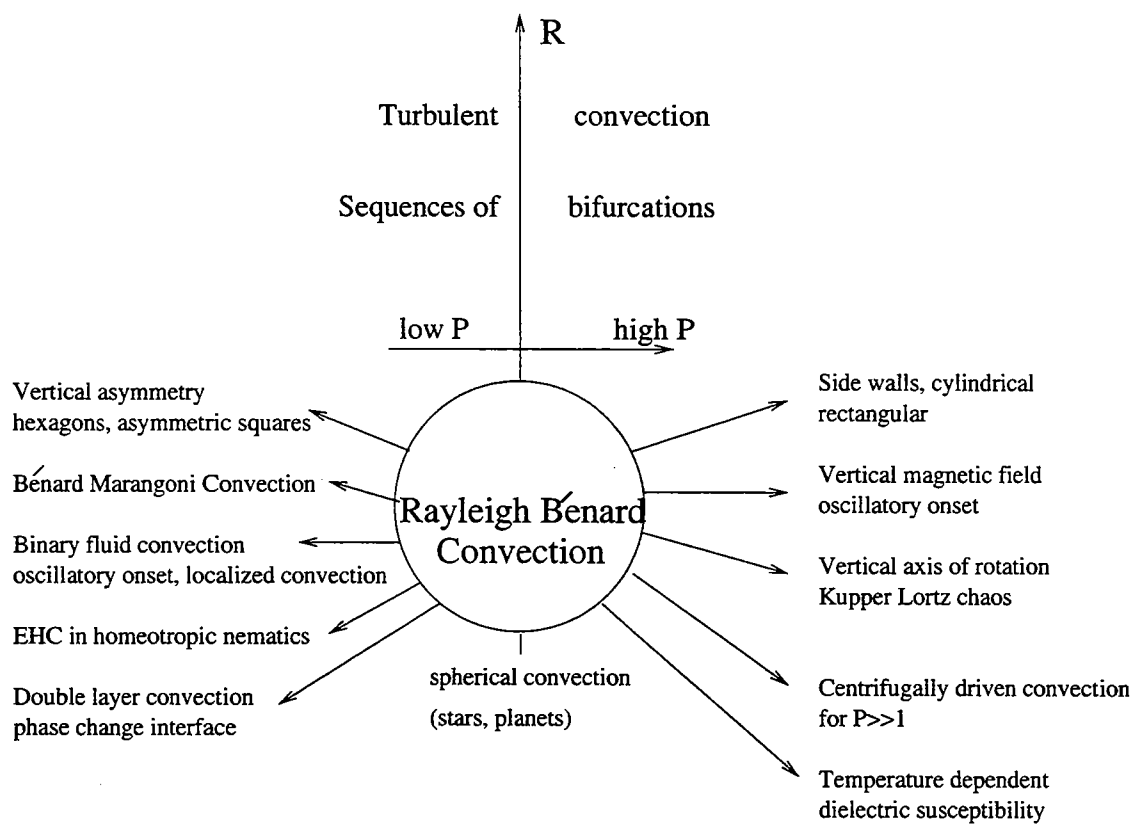 R
Turbulent convection
Sequences of bifurcations
low P high P
Vertical asymmetry
hexagons, asymmetric squares
Bénard Marangoni Convection
Binary fluid convection
oscillatory onset, localized convection
EHC in homeotropic nematics
Double layer convection
phase change interface
Rayleigh Bénard
Convection
spherical convection
(stars, planets)
Side walls, cylindrical
rectangular
Vertical magnetic field
oscillatory onset
Vertical axis of rotation
Kupper Lortz chaos
Centrifugally driven convection
for P>>1
Temperature dependent
dielectric susceptibility